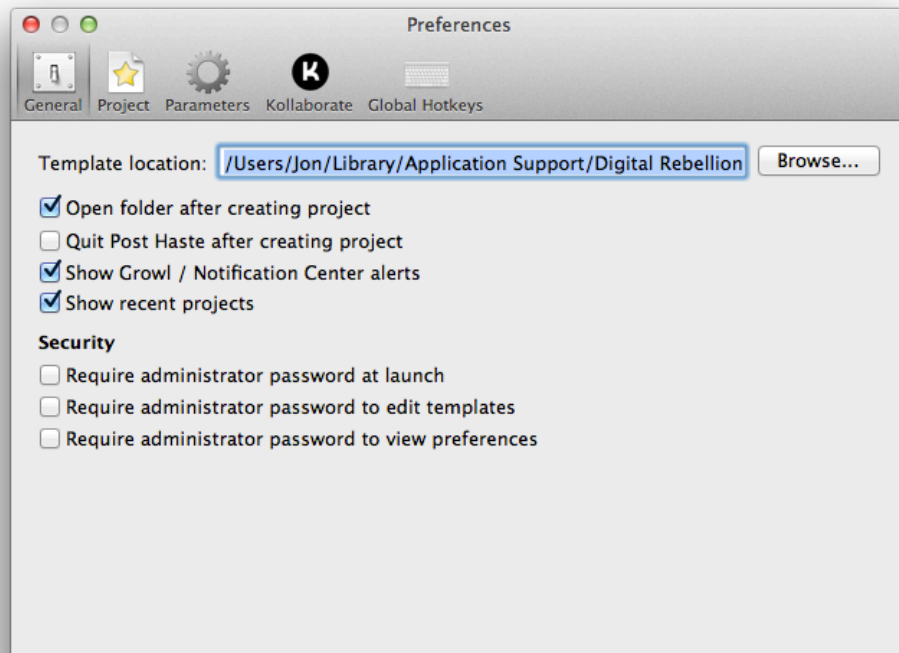 Preferences
General Project Parameters Kollaborate Global Hotkeys
Template location: /Users/Jon/Library/Application Support/Digital Rebellion Browse...
Open folder after creating project
Quit Post Haste after creating project
Show Growl / Notification Center alerts
Show recent projects
Security
Require administrator password at launch
Require administrator password to edit templates
Require administrator password to view preferences